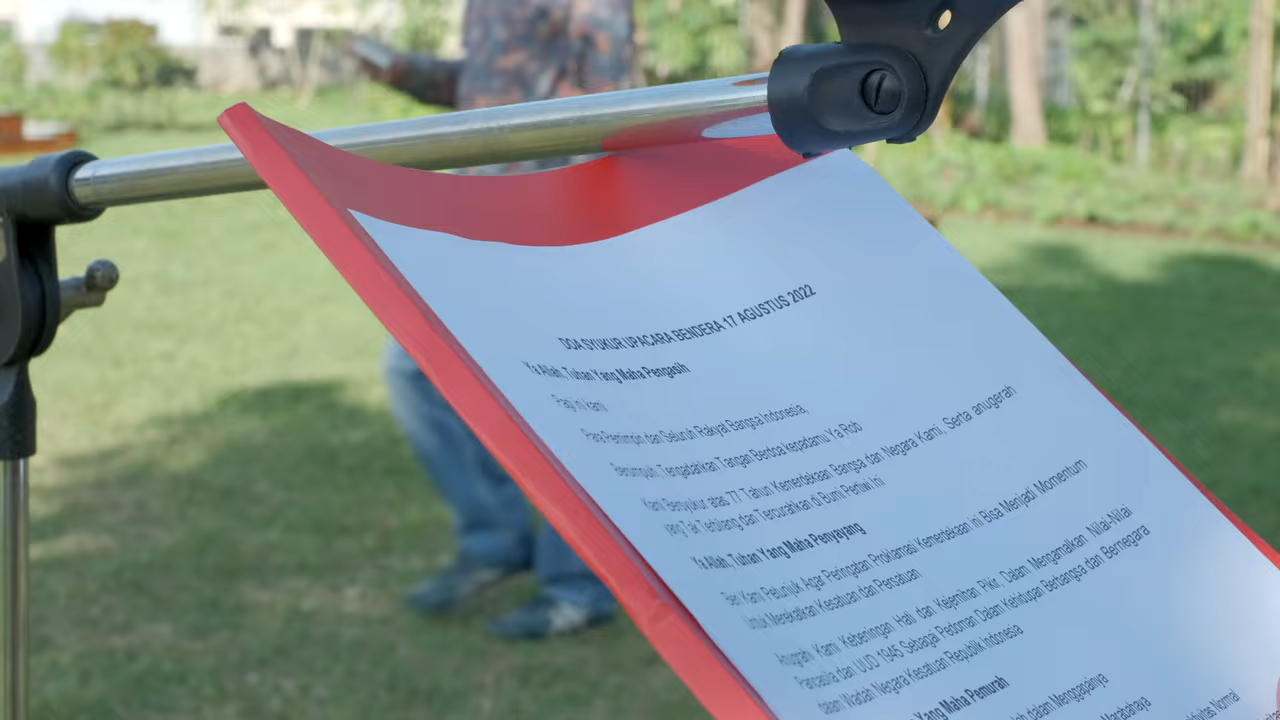 DOA SYUKUR UPACARA BENDERA 17 AGUSTUS 2022
Ya Allah, Tuhan Yang Maha Pengasih
Pagi ini kami
Para Pemimpin dan Seluruh Rakyat Bangsa Indonesia,
Bersimpuh, Tengadahkan Tangan Berdoa kepadamu Ya Rob
Kami Bersyukur atas 77 Tahun Kemerdekaan Bangsa dan Negara Kami, Serta anugerah
yang Tak Terbilang dan Tercurahkan di Bumi Pertiwi ini
Ya Allah, Tuhan Yang Maha Penyayang
Beri Kami Petunjuk Agar Peringatan Proklamasi Kemerdekaan ini Bisa Menjadi Momentum
Untuk Merekatkan Kesatuan dan Persatuan
Anugrahi Kami Kebeningan Hati dan Kejernihan Pikir Dalam Mengamalkan Nilai-Nilai
Pancasila dan UUD 1945 Sebagai Pedoman Dalam Kehidupan Berbangsa dan Bernegara
dalam Wadah Negara Kesatuan Republik Indonesia
Yang Maha Pemurah
dalam Menggapainya
Normal